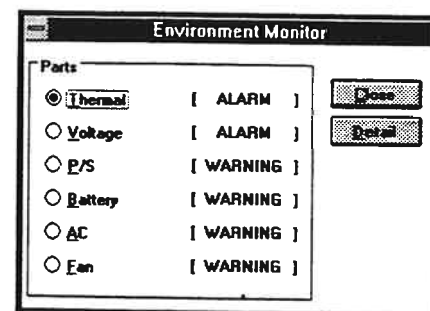 Environment Monitor
Parts
Thermal [ ALARM ]
Close
Voltage [ ALARM ]
Detail
P/S [ WARNING ]
Battery [ WARNING ]
AC [ WARNING ]
Fan [ WARNING ]